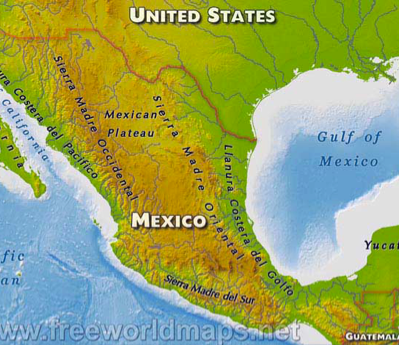 UNITED STATES
Sierra Madre Occidental
Mexican
Plateau
Sierra Madre Oriental
Llanura Costera del Pacifico
California
Gulf of
Mexico
Llanura Costera del Golfo
MEXICO
Sierra Madre del Sur
www.freeworldmaps.net